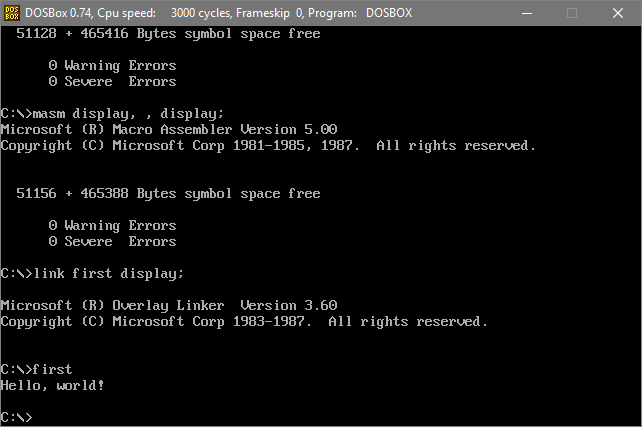 DOS
BOX
DOSBox 0.74, Cpu speed: 3000 cycles, Frameskip 0, Program: DOSBOX
51128 + 465416 Bytes symbol space free
0 Warning Errors
0 Severe Errors
C:\>masm display, , display;
Microsoft (R) Macro Assembler Version 5.00
Copyright (C) Microsoft Corp 1981-1985, 1987. All rights reserved.
51156 + 465388 Bytes symbol space free
0 Warning Errors
0 Severe Errors
C:\>link first display;
Microsoft (R) Overlay Linker Version 3.60
Copyright (C) Microsoft Corp 1983-1987. All rights reserved.
C:\>first
Hello, world!
C:\>